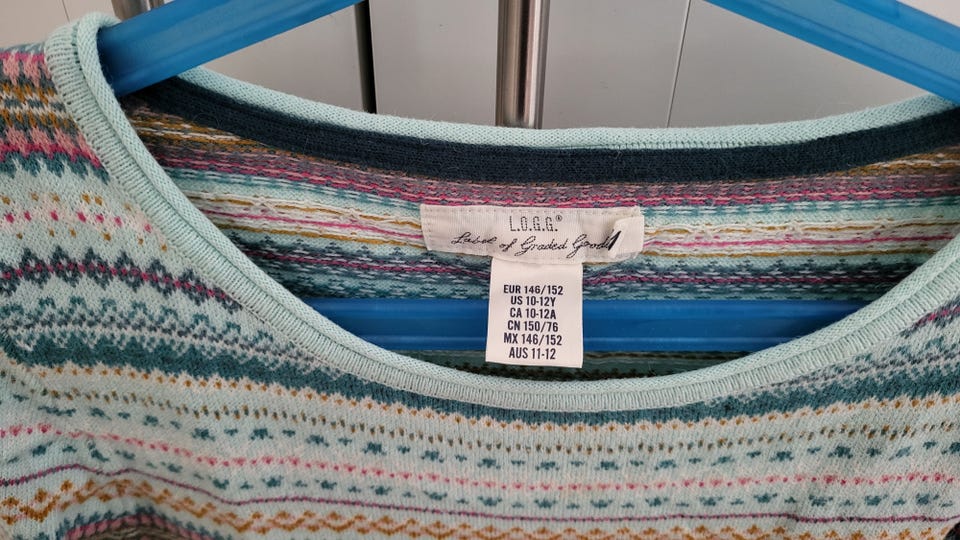 L.O.G.G.®
Label of Graded Goods
EUR 146/152
US 10-12Y
CA 10-12A
CN 150/76
MX 146/152
AUS 11-12